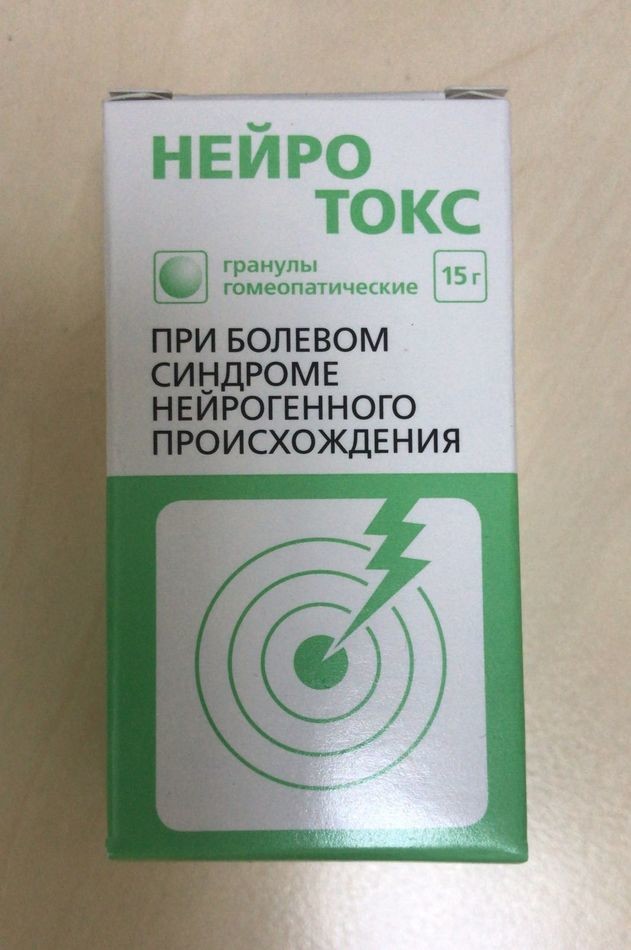 НЕЙРО
ТОКС
гранулы
гомеопатические
15 г
ПРИ БОЛЕВОМ
СИНДРОМЕ
НЕЙРОГЕННОГО
ПРОИСХОЖДЕНИЯ